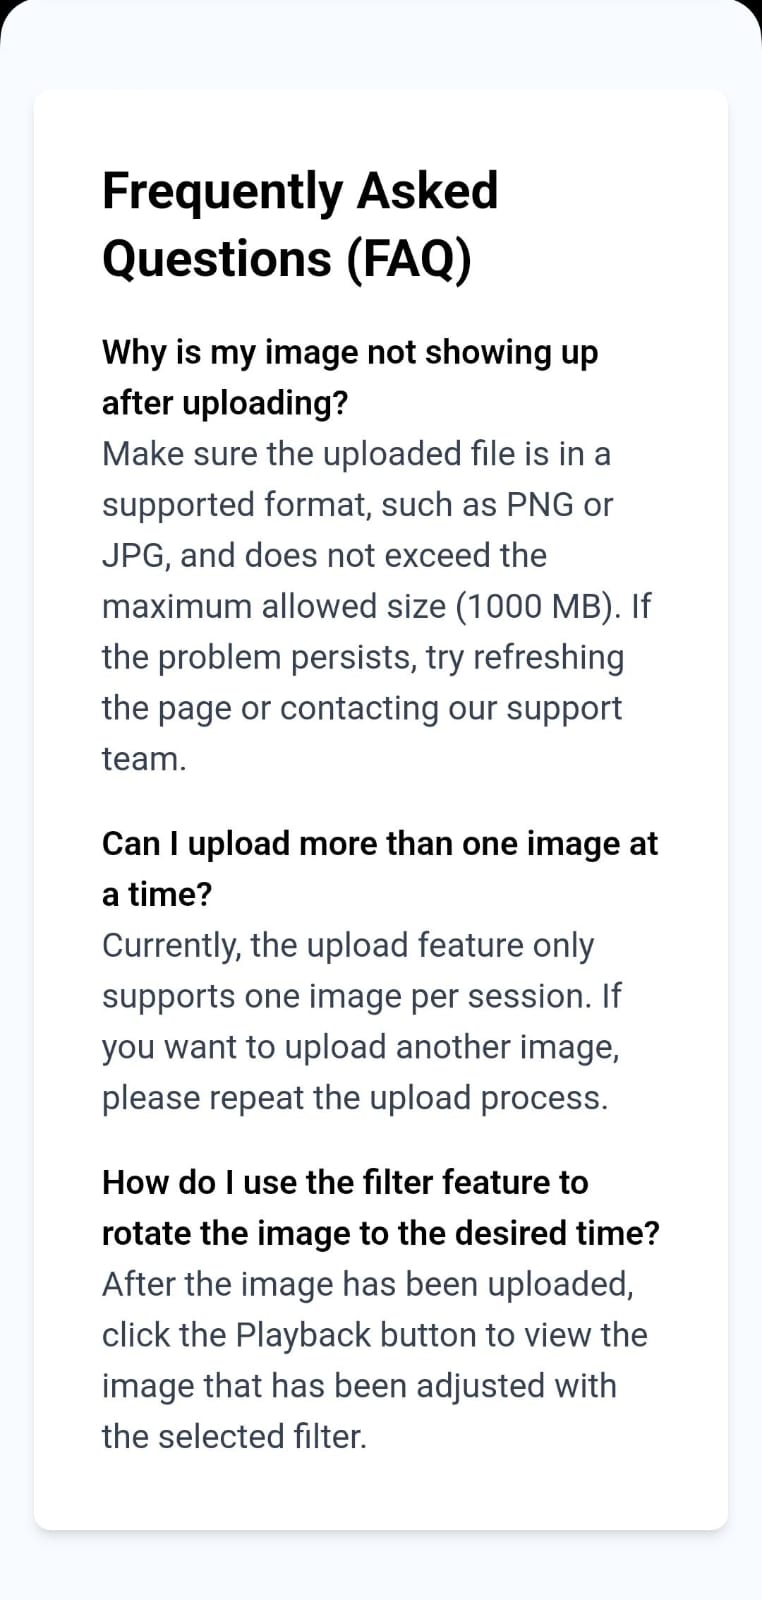 Frequently Asked
Questions (FAQ)
Why is my image not showing up
after uploading?
Make sure the uploaded file is in a
supported format, such as PNG or
JPG, and does not exceed the
maximum allowed size (1000 MB). If
the problem persists, try refreshing
the page or contacting our support
team.
Can I upload more than one image at
a time?
Currently, the upload feature only
supports one image per session. If
you want to upload another image,
please repeat the upload process.
How do I use the filter feature to
rotate the image to the desired time?
After the image has been uploaded,
click the Playback button to view the
image that has been adjusted with
the selected filter.